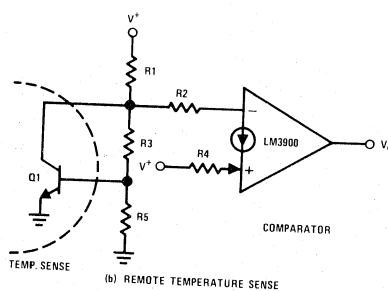 V+
R1
R2
−
R3
LM3900
V+
R4
+
Q1
R5
COMPARATOR
TEMP. SENSE
(b) REMOTE TEMPERATURE SENSE